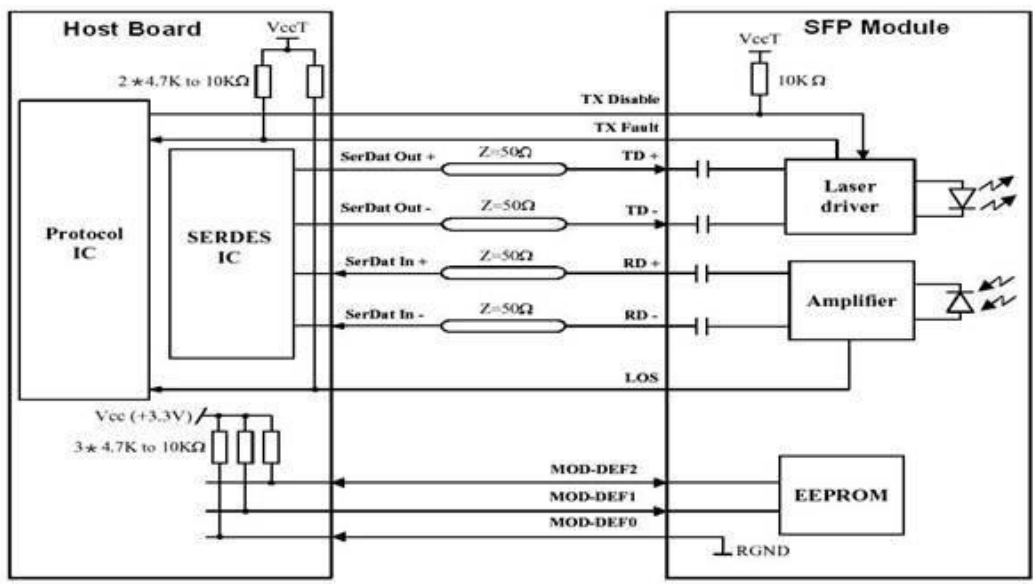 Host Board
SFP Module
VccT
VccT
2 * 4.7K to 10KΩ
10K Ω
TX Disable
TX Fault
SerDat Out +
Z=50Ω
TD +
SerDat Out -
Z=50Ω
TD -
Laser
driver
Protocol
IC
SERDES
IC
SerDat In +
Z=50Ω
RD +
SerDat In -
Z=50Ω
RD -
Amplifier
LOS
Vcc (+3.3V)
3 * 4.7K to 10KΩ
MOD-DEF2
MOD-DEF1
MOD-DEF0
EEPROM
RGND